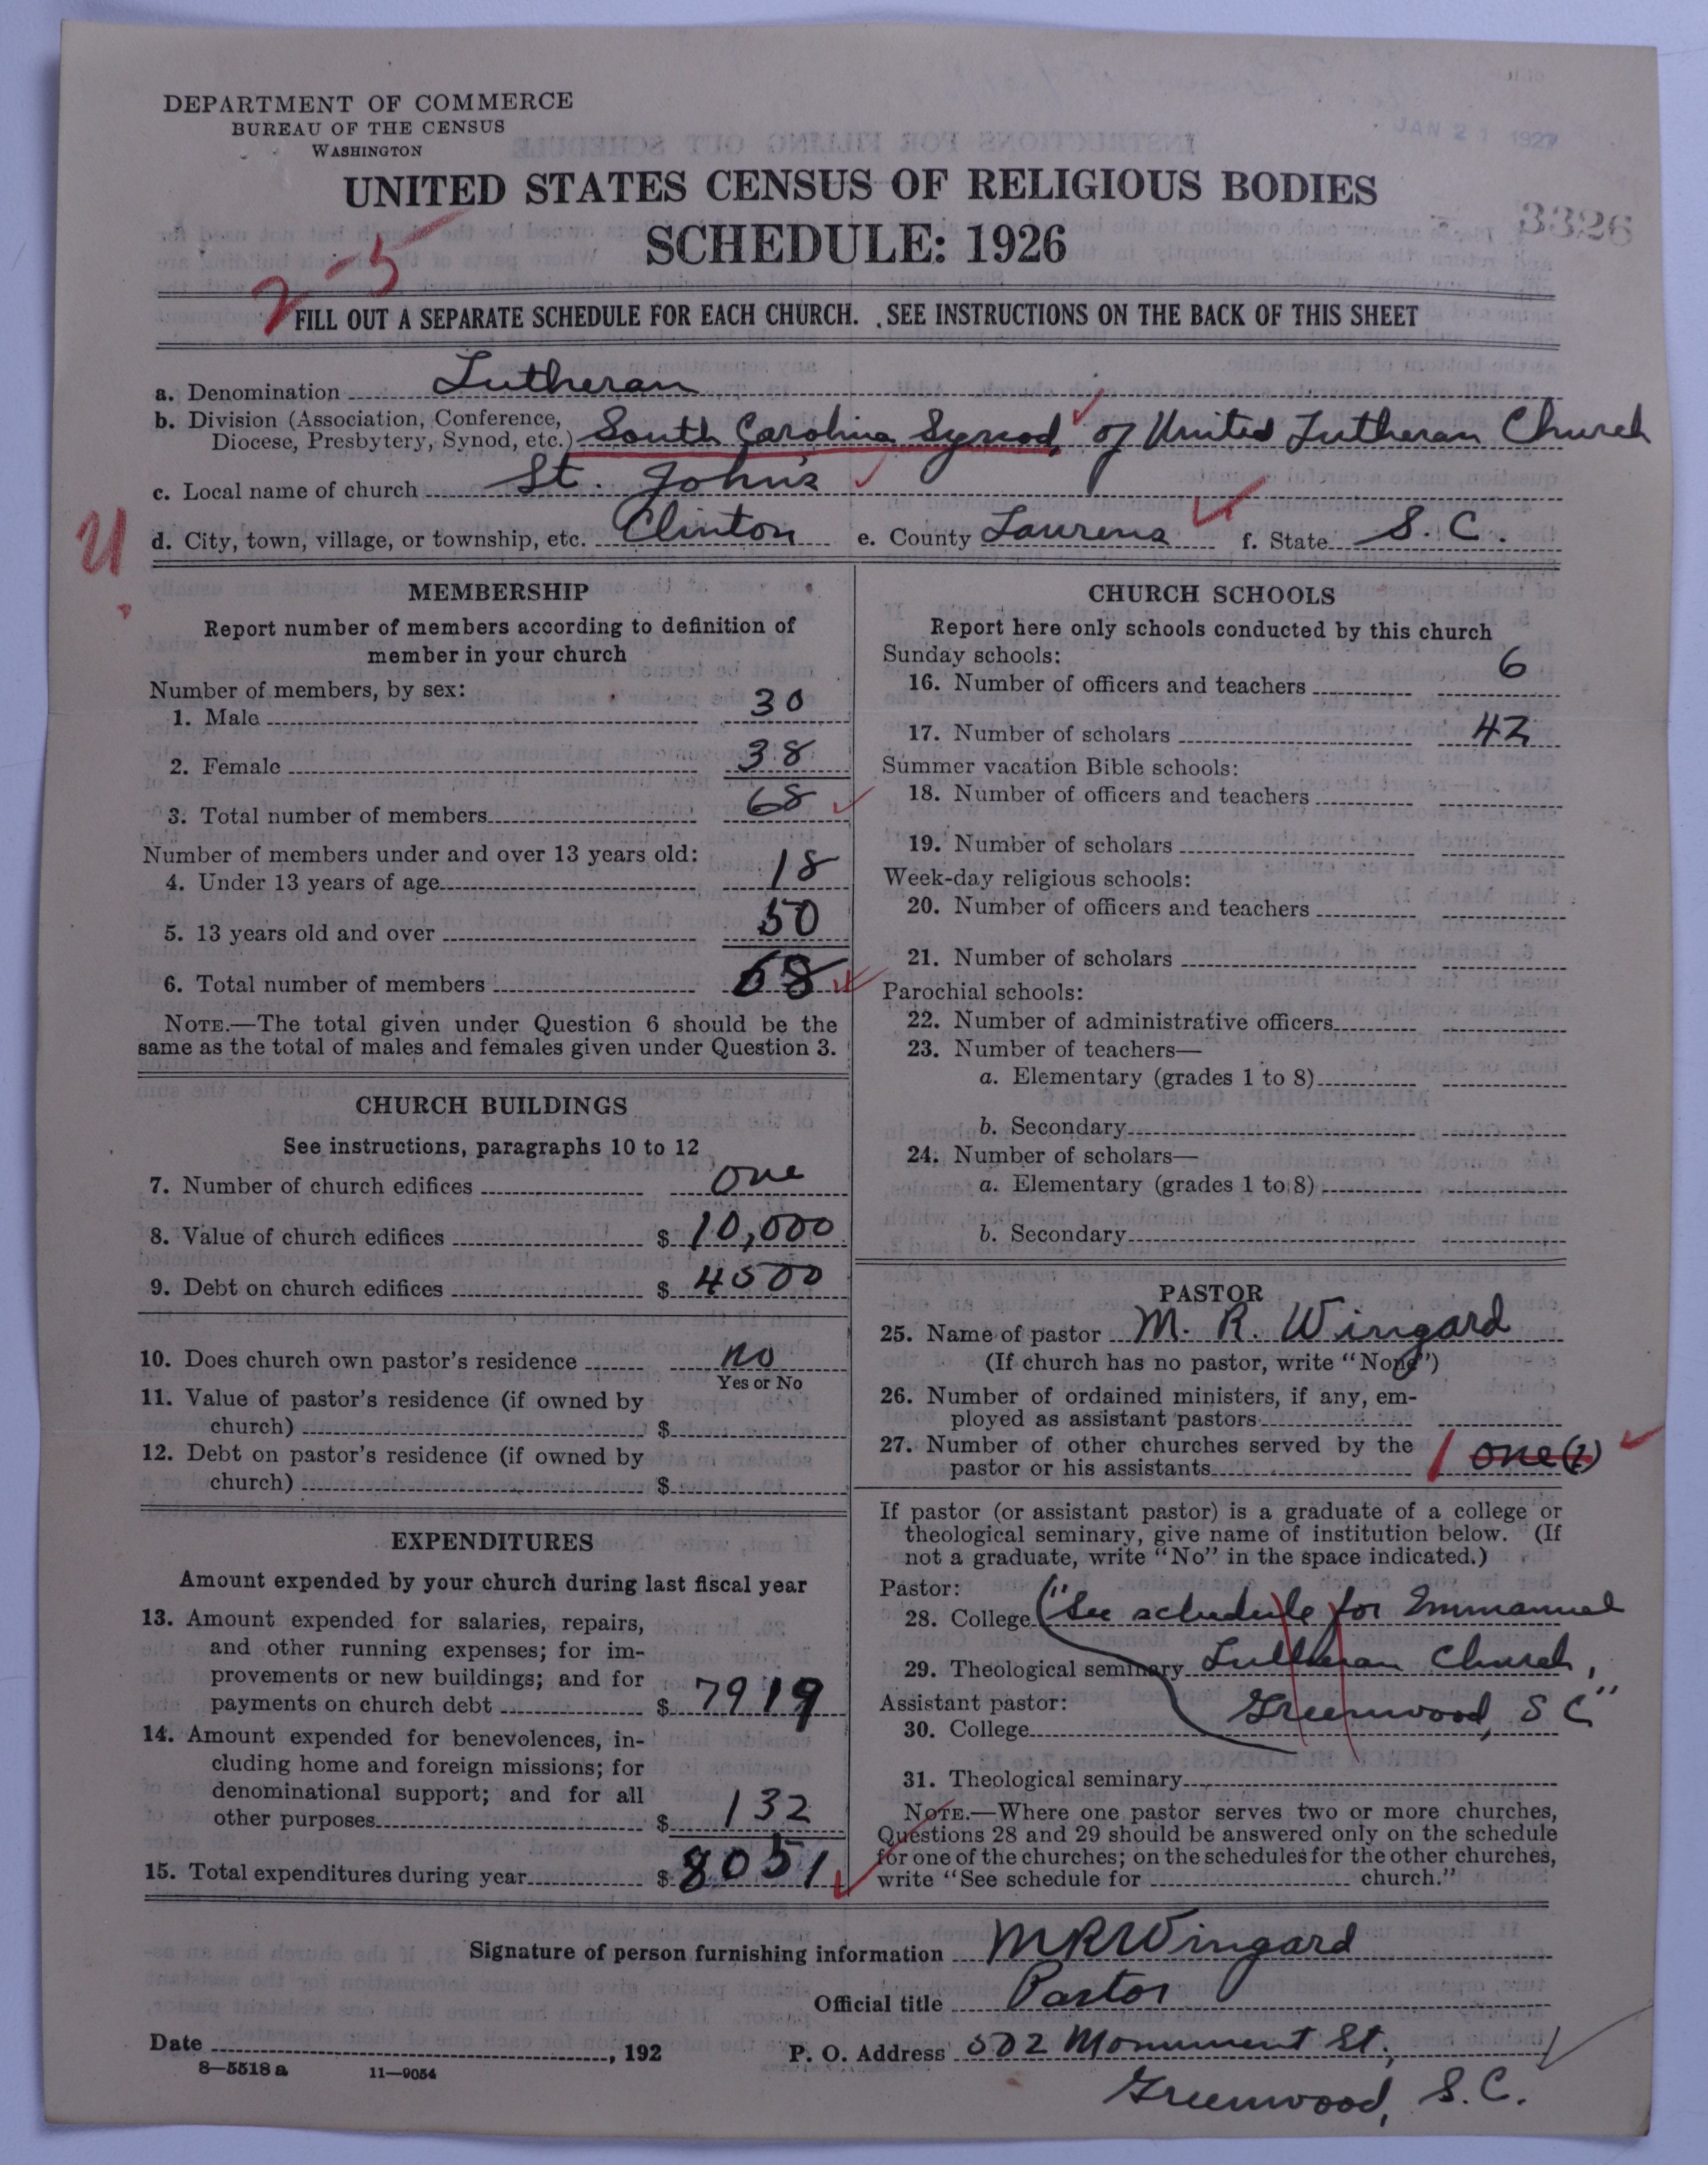 DEPARTMENT OF COMMERCE
BUREAU OF THE CENSUS
WASHINGTON
JAN 21 1927
UNITED STATES CENSUS OF RELIGIOUS BODIES
SCHEDULE: 1926
3326
2-5
FILL OUT A SEPARATE SCHEDULE FOR EACH CHURCH. SEE INSTRUCTIONS ON THE BACK OF THIS SHEET
a. Denomination Lutheran
b. Division (Association, Conference,
Diocese, Presbytery, Synod, etc.) South Carolina Synod of United Lutheran Church
c. Local name of church St. John's
U
d. City, town, village, or township, etc. Clinton e. County Laurens f. State S.C.
MEMBERSHIP
Report number of members according to definition of
member in your church
Number of members, by sex:
1. Male 30
2. Female 38
3. Total number of members 68
Number of members under and over 13 years old:
4. Under 13 years of age 18
5. 13 years old and over 50
6. Total number of members 68
NOTE.—The total given under Question 6 should be the
same as the total of males and females given under Question 3.
CHURCH BUILDINGS
See instructions, paragraphs 10 to 12
7. Number of church edifices one
8. Value of church edifices $ 10,000
9. Debt on church edifices $ 4500
10. Does church own pastor's residence no
Yes or No
11. Value of pastor's residence (if owned by
church) $
12. Debt on pastor's residence (if owned by
church) $
EXPENDITURES
Amount expended by your church during last fiscal year
13. Amount expended for salaries, repairs,
and other running expenses; for im-
provements or new buildings; and for
payments on church debt $ 7919
14. Amount expended for benevolences, in-
cluding home and foreign missions; for
denominational support; and for all
other purposes $ 132
15. Total expenditures during year $ 8051
CHURCH SCHOOLS
Report here only schools conducted by this church
Sunday schools:
16. Number of officers and teachers 6
17. Number of scholars 42
Summer vacation Bible schools:
18. Number of officers and teachers
19. Number of scholars
Week-day religious schools:
20. Number of officers and teachers
21. Number of scholars
Parochial schools:
22. Number of administrative officers
23. Number of teachers—
a. Elementary (grades 1 to 8)
b. Secondary
24. Number of scholars—
a. Elementary (grades 1 to 8)
b. Secondary
PASTOR
25. Name of pastor M. R. Wingard
(If church has no pastor, write "None")
26. Number of ordained ministers, if any, em-
ployed as assistant pastors
27. Number of other churches served by the
pastor or his assistants 1 one (1)
If pastor (or assistant pastor) is a graduate of a college or
theological seminary, give name of institution below. (If
not a graduate, write "No" in the space indicated.)
Pastor:
28. College ("See schedule for Immanuel
29. Theological seminary Lutheran Church,
Assistant pastor: Greenwood, S C"
30. College
31. Theological seminary
NOTE.—Where one pastor serves two or more churches,
Questions 28 and 29 should be answered only on the schedule
for one of the churches; on the schedules for the other churches,
write "See schedule for church."
Signature of person furnishing information MRWingard
Official title Pastor
Date , 192 P. O. Address 502 Monument St.,
8—5518 a 11—9054
Greenwood, S.C.